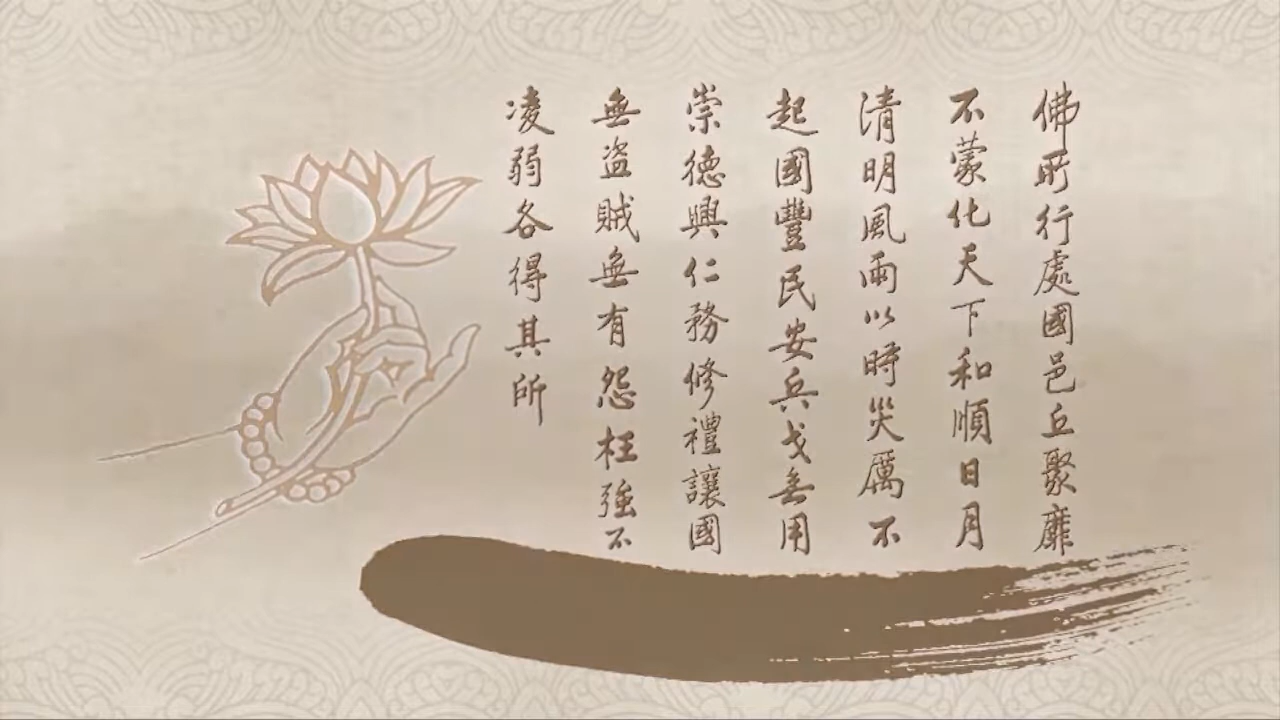 佛所行處國邑丘聚靡
不蒙化天下和順日月
清明風雨以時災厲不
起國豐民安兵戈無用
崇德興仁務修禮讓國
無盜賊無有怨枉強不
凌弱各得其所